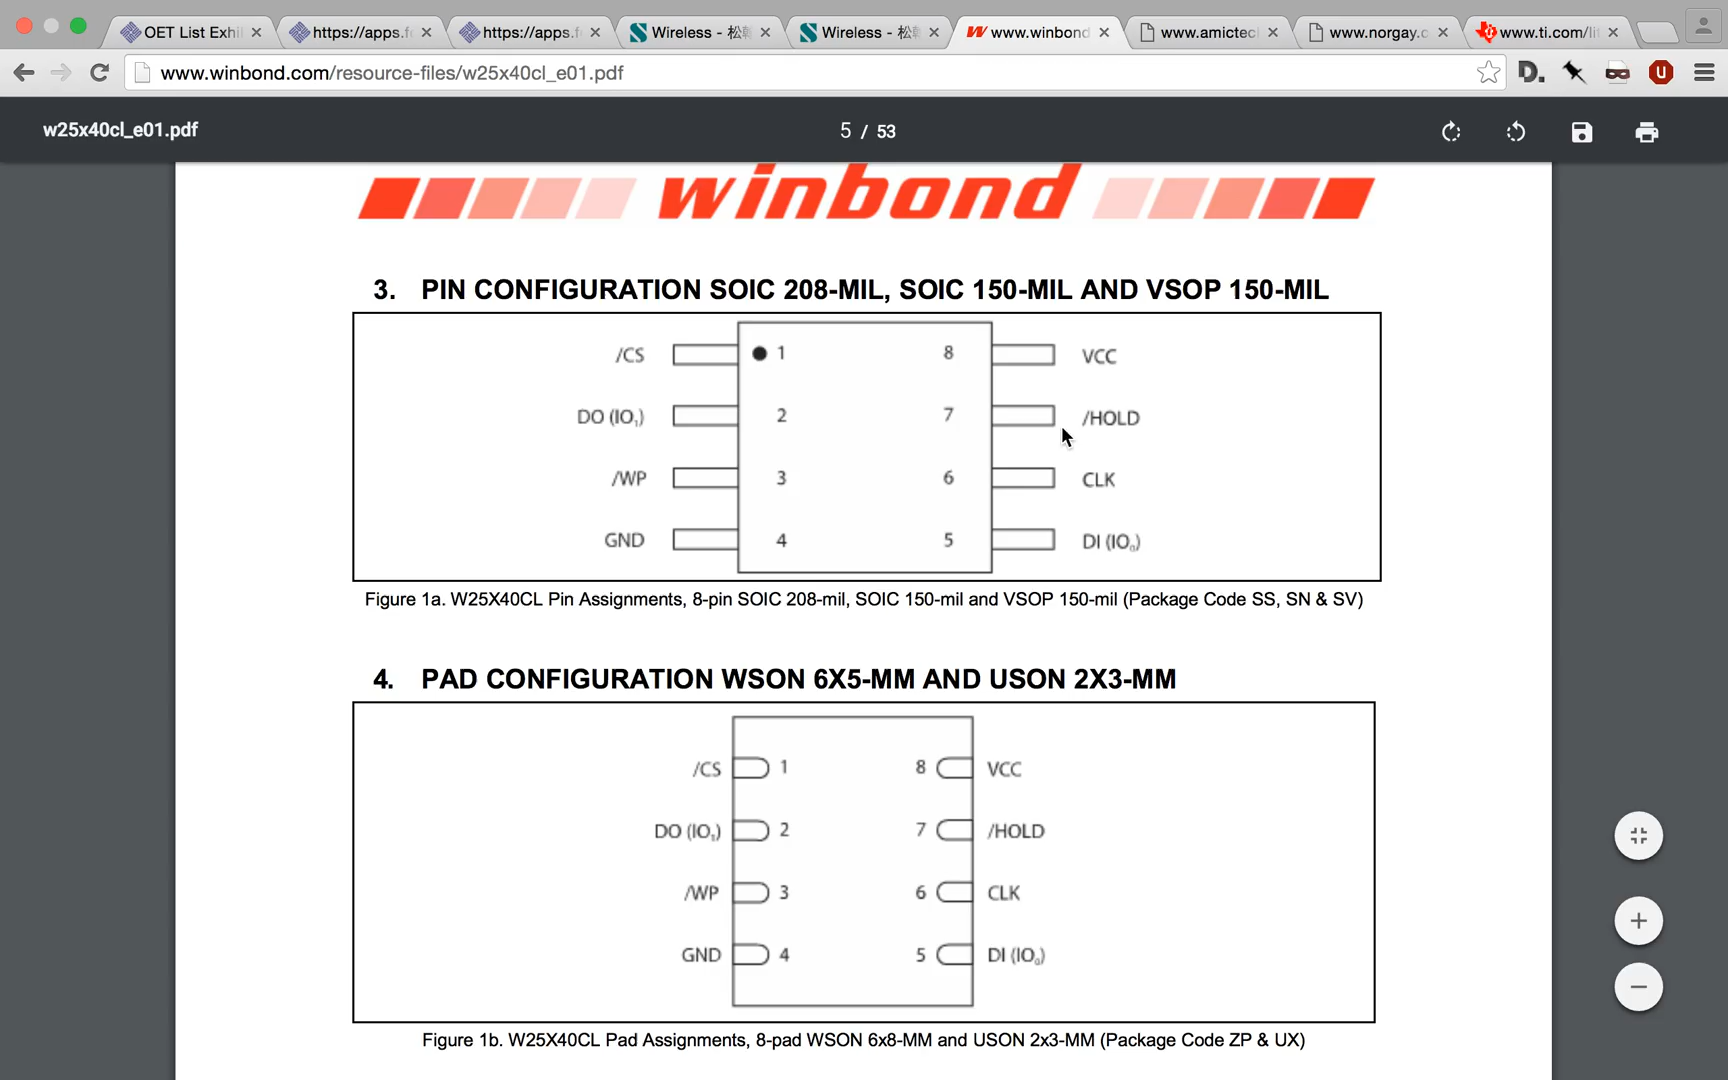 OET List Exhi
https://apps.f
https://apps.f
Wireless - 松
Wireless - 松
www.winbond
www.amictec
www.norgay.c
www.ti.com/lit
www.winbond.com/resource-files/w25x40cl_e01.pdf
D.
U
w25x40cl_e01.pdf
5 / 53
winbond
3. PIN CONFIGURATION SOIC 208-MIL, SOIC 150-MIL AND VSOP 150-MIL
/CS 1 8 VCC
DO (IO₁) 2 7 /HOLD
/WP 3 6 CLK
GND 4 5 DI (IO₀)
Figure 1a. W25X40CL Pin Assignments, 8-pin SOIC 208-mil, SOIC 150-mil and VSOP 150-mil (Package Code SS, SN & SV)
4. PAD CONFIGURATION WSON 6X5-MM AND USON 2X3-MM
/CS 1 8 VCC
DO (IO₁) 2 7 /HOLD
/WP 3 6 CLK
GND 4 5 DI (IO₀)
Figure 1b. W25X40CL Pad Assignments, 8-pad WSON 6x8-MM and USON 2x3-MM (Package Code ZP & UX)